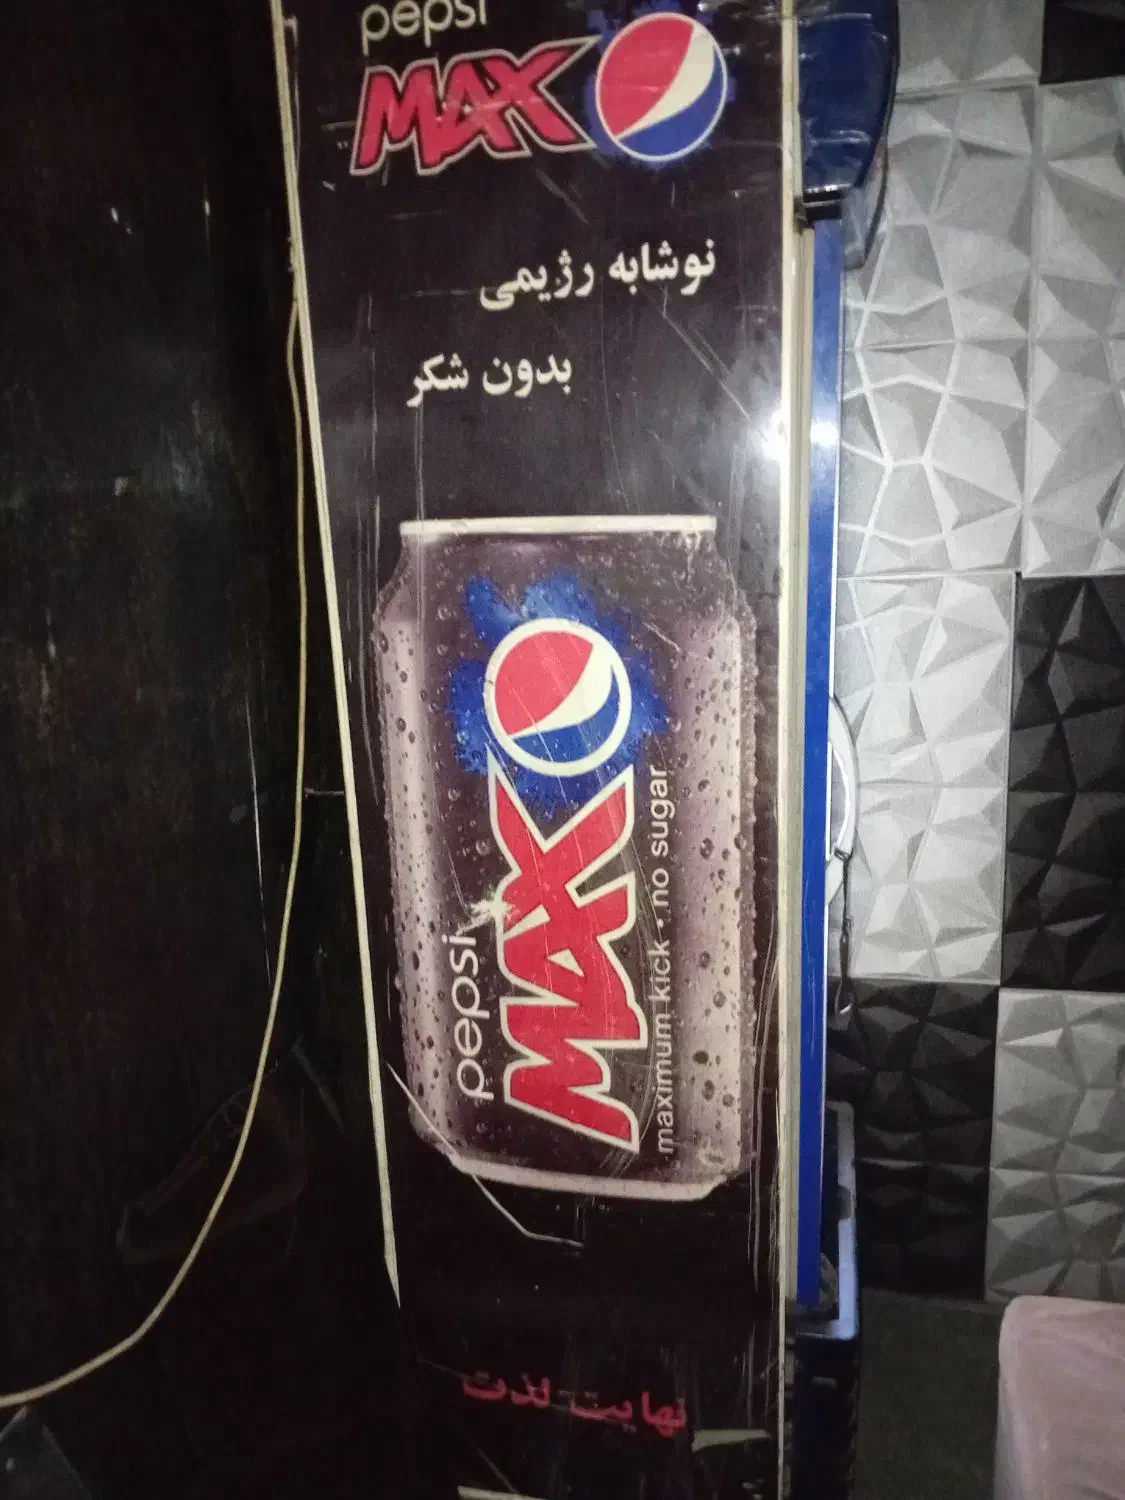 pepsi
MAX
نوشابه رژیمی
بدون شکر
pepsi
MAX
maximum kick · no sugar
نهایت لذت